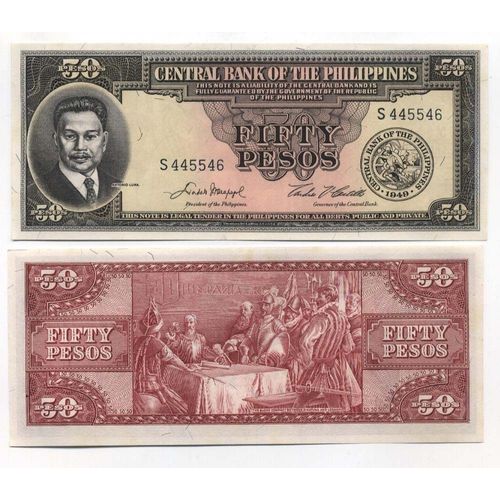 50 PESOS
CENTRAL BANK OF THE PHILIPPINES
50 PESOS
THIS NOTE IS A LIABILITY OF THE CENTRAL BANK AND IS
FULLY GUARANTEED BY THE GOVERNMENT OF THE REPUBLIC
OF THE PHILIPPINES.
S 445546
FIFTY
PESOS
S 445546
CENTRAL BANK OF THE PHILIPPINES
1949
ANTONIO LUNA
President of the Philippines.
Governor of the Central Bank.
50 PESOS
THIS NOTE IS LEGAL TENDER IN THE PHILIPPINES FOR ALL DEBTS, PUBLIC AND PRIVATE.
50 PESOS
50 PESOS
50 PESOS
FIFTY
PESOS
FIFTY
PESOS
50 PESOS
50 PESOS